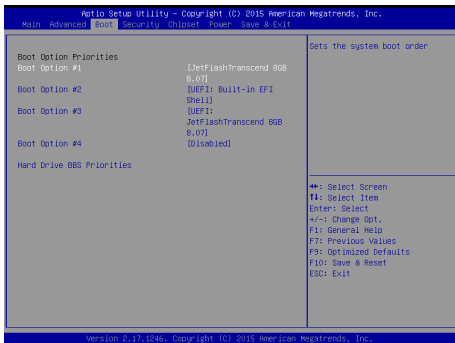 Aptio Setup Utility – Copyright (C) 2015 American Megatrends, Inc.
Main Advanced Boot Security Chipset Power Save & Exit
Boot Option Priorities
Boot Option #1 [JetFlashTranscend 8GB
8.07]
Boot Option #2 [UEFI: Built-in EFI
Shell]
Boot Option #3 [UEFI:
JetFlashTranscend 8GB
8.07]
Boot Option #4 [Disabled]
Hard Drive BBS Priorities
Sets the system boot order
→←: Select Screen
↑↓: Select Item
Enter: Select
+/-: Change Opt.
F1: General Help
F7: Previous Values
F9: Optimized Defaults
F10: Save & Reset
ESC: Exit
Version 2.17.1246. Copyright (C) 2015 American Megatrends, Inc.